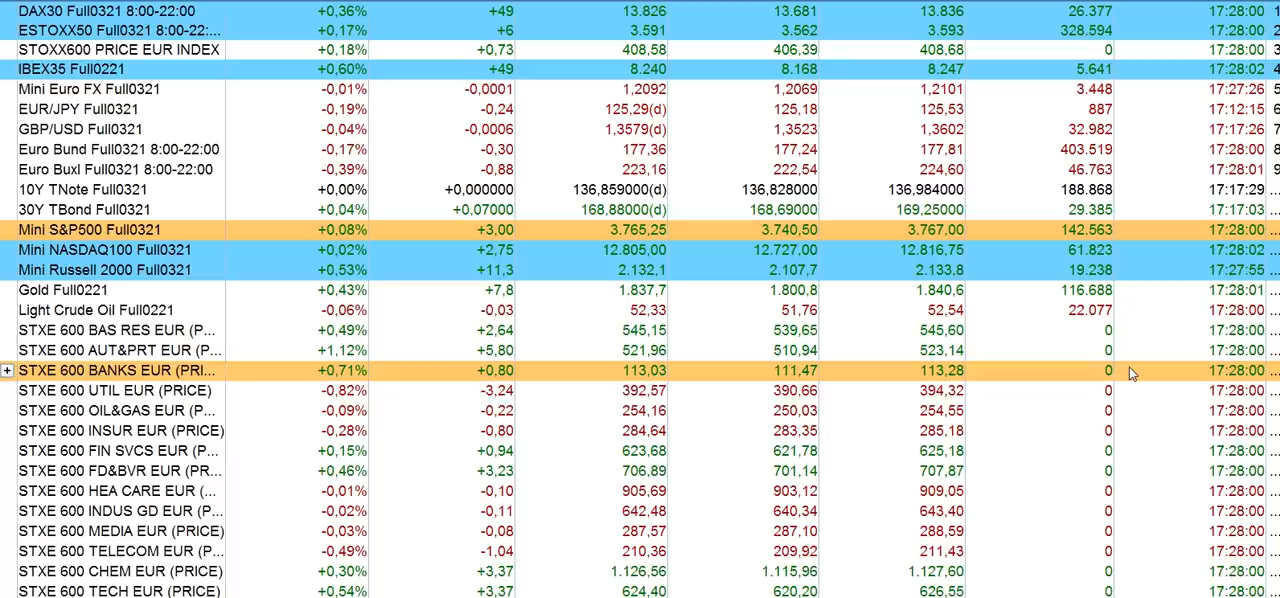 DAX30 Full0321 8:00-22:00 +0,36% +49 13.826 13.681 13.836 26.377 17:28:00 1
ESTOXX50 Full0321 8:00-22:... +0,17% +6 3.591 3.562 3.593 328.594 17:28:00 2
STOXX600 PRICE EUR INDEX +0,18% +0,73 408,58 406,39 408,68 0 17:28:00 3
IBEX35 Full0221 +0,60% +49 8.240 8.168 8.247 5.641 17:28:02 4
Mini Euro FX Full0321 -0,01% -0,0001 1,2092 1,2069 1,2101 3.448 17:27:26 5
EUR/JPY Full0321 -0,19% -0,24 125,29(d) 125,18 125,53 887 17:12:15 6
GBP/USD Full0321 -0,04% -0,0006 1,3579(d) 1,3523 1,3602 32.982 17:17:26 7
Euro Bund Full0321 8:00-22:00 -0,17% -0,30 177,36 177,24 177,81 403.519 17:28:00 8
Euro Buxl Full0321 8:00-22:00 -0,39% -0,88 223,16 222,54 224,60 46.763 17:28:01 9
10Y TNote Full0321 +0,00% +0,000000 136,859000(d) 136,828000 136,984000 188.868 17:17:29 ...
30Y TBond Full0321 +0,04% +0,07000 168,88000(d) 168,69000 169,25000 29.385 17:17:03 ...
Mini S&P500 Full0321 +0,08% +3,00 3.765,25 3.740,50 3.767,00 142.563 17:28:00 ...
Mini NASDAQ100 Full0321 +0,02% +2,75 12.805,00 12.727,00 12.816,75 61.823 17:28:02 ...
Mini Russell 2000 Full0321 +0,53% +11,3 2.132,1 2.107,7 2.133,8 19.238 17:27:55 ...
Gold Full0221 +0,43% +7,8 1.837,7 1.800,8 1.840,6 116.688 17:28:01 ...
Light Crude Oil Full0221 -0,06% -0,03 52,33 51,76 52,54 22.077 17:28:00 ...
STXE 600 BAS RES EUR (P... +0,49% +2,64 545,15 539,65 545,60 0 17:28:00 ...
STXE 600 AUT&PRT EUR (P... +1,12% +5,80 521,96 510,94 523,14 0 17:28:00 ...
STXE 600 BANKS EUR (PRI... +0,71% +0,80 113,03 111,47 113,28 0 17:28:00 ...
STXE 600 UTIL EUR (PRICE) -0,82% -3,24 392,57 390,66 394,32 0 17:28:00 ...
STXE 600 OIL&GAS EUR (P... -0,09% -0,22 254,16 250,03 254,55 0 17:28:00 ...
STXE 600 INSUR EUR (PRICE) -0,28% -0,80 284,64 283,35 285,18 0 17:28:00 ...
STXE 600 FIN SVCS EUR (P... +0,15% +0,94 623,68 621,78 625,18 0 17:28:00 ...
STXE 600 FD&BVR EUR (PR... +0,46% +3,23 706,89 701,14 707,87 0 17:28:00 ...
STXE 600 HEA CARE EUR (... -0,01% -0,10 905,69 903,12 909,05 0 17:28:00 ...
STXE 600 INDUS GD EUR (P... -0,02% -0,11 642,48 640,34 643,40 0 17:28:00 ...
STXE 600 MEDIA EUR (PRICE) -0,03% -0,08 287,57 287,10 288,59 0 17:28:00 ...
STXE 600 TELECOM EUR (P... -0,49% -1,04 210,36 209,92 211,43 0 17:28:00 ...
STXE 600 CHEM EUR (PRICE) +0,30% +3,37 1.126,56 1.115,96 1.127,60 0 17:28:00 ...
STXE 600 TECH EUR (PRICE) +0,54% +3,37 624,40 620,20 626,55 0 17:28:00 ...